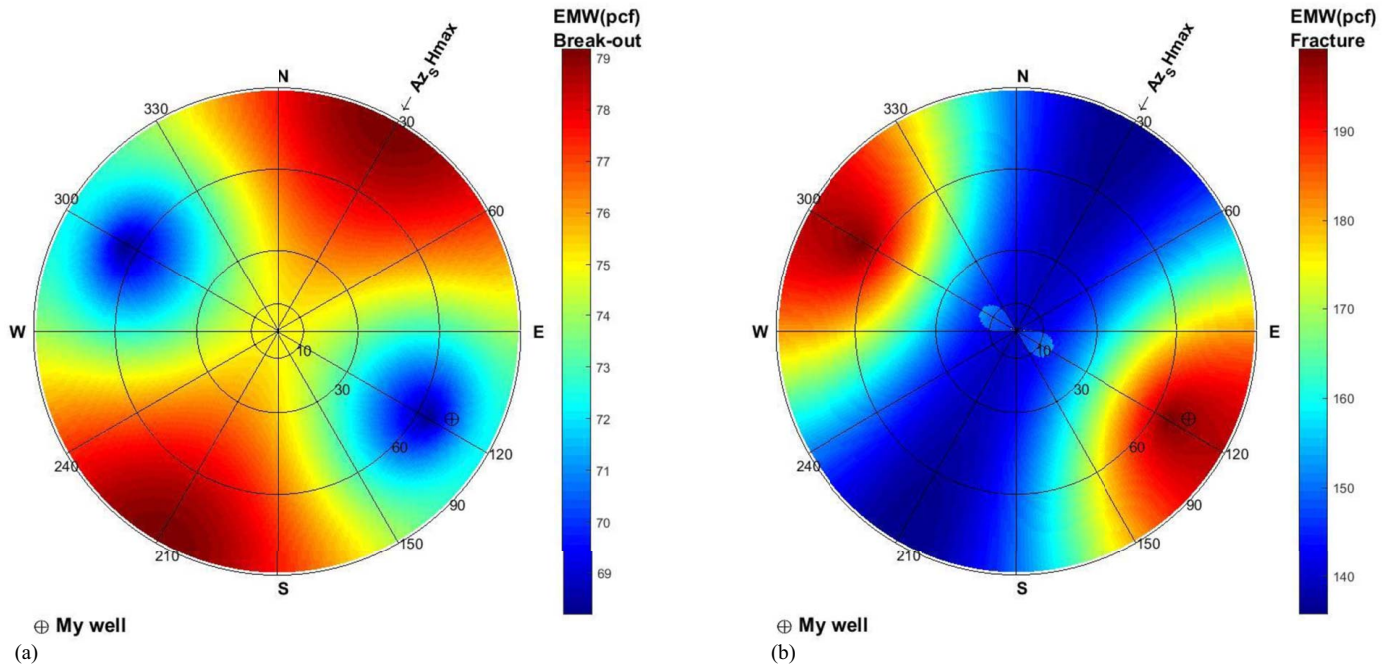 EMW(pcf)
Break-out
79
78
77
76
75
74
73
72
71
70
69
← Az_S Hmax
N
30
60
E
120
90
150
S
210
240
W
300
330
10
30
60
⊕ My well
(a)
EMW(pcf)
Fracture
190
180
170
160
150
140
← Az_S Hmax
N
30
60
E
120
90
150
S
210
240
W
300
330
10
30
60
⊕ My well
(b)